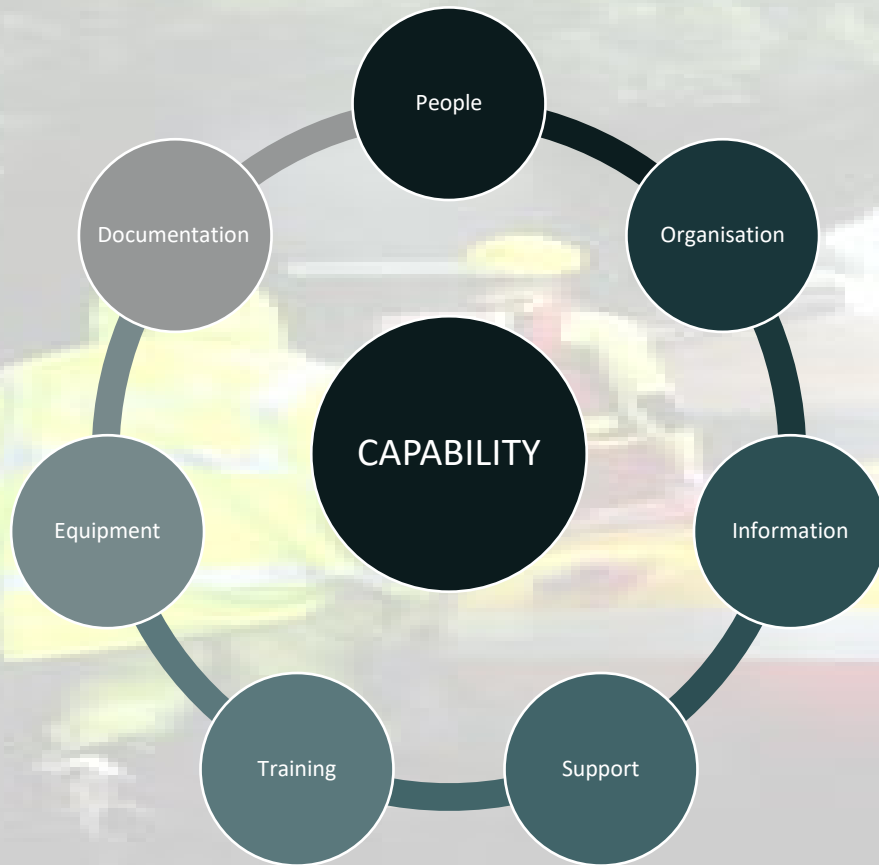 People
Organisation
Information
Support
Training
Equipment
Documentation
CAPABILITY